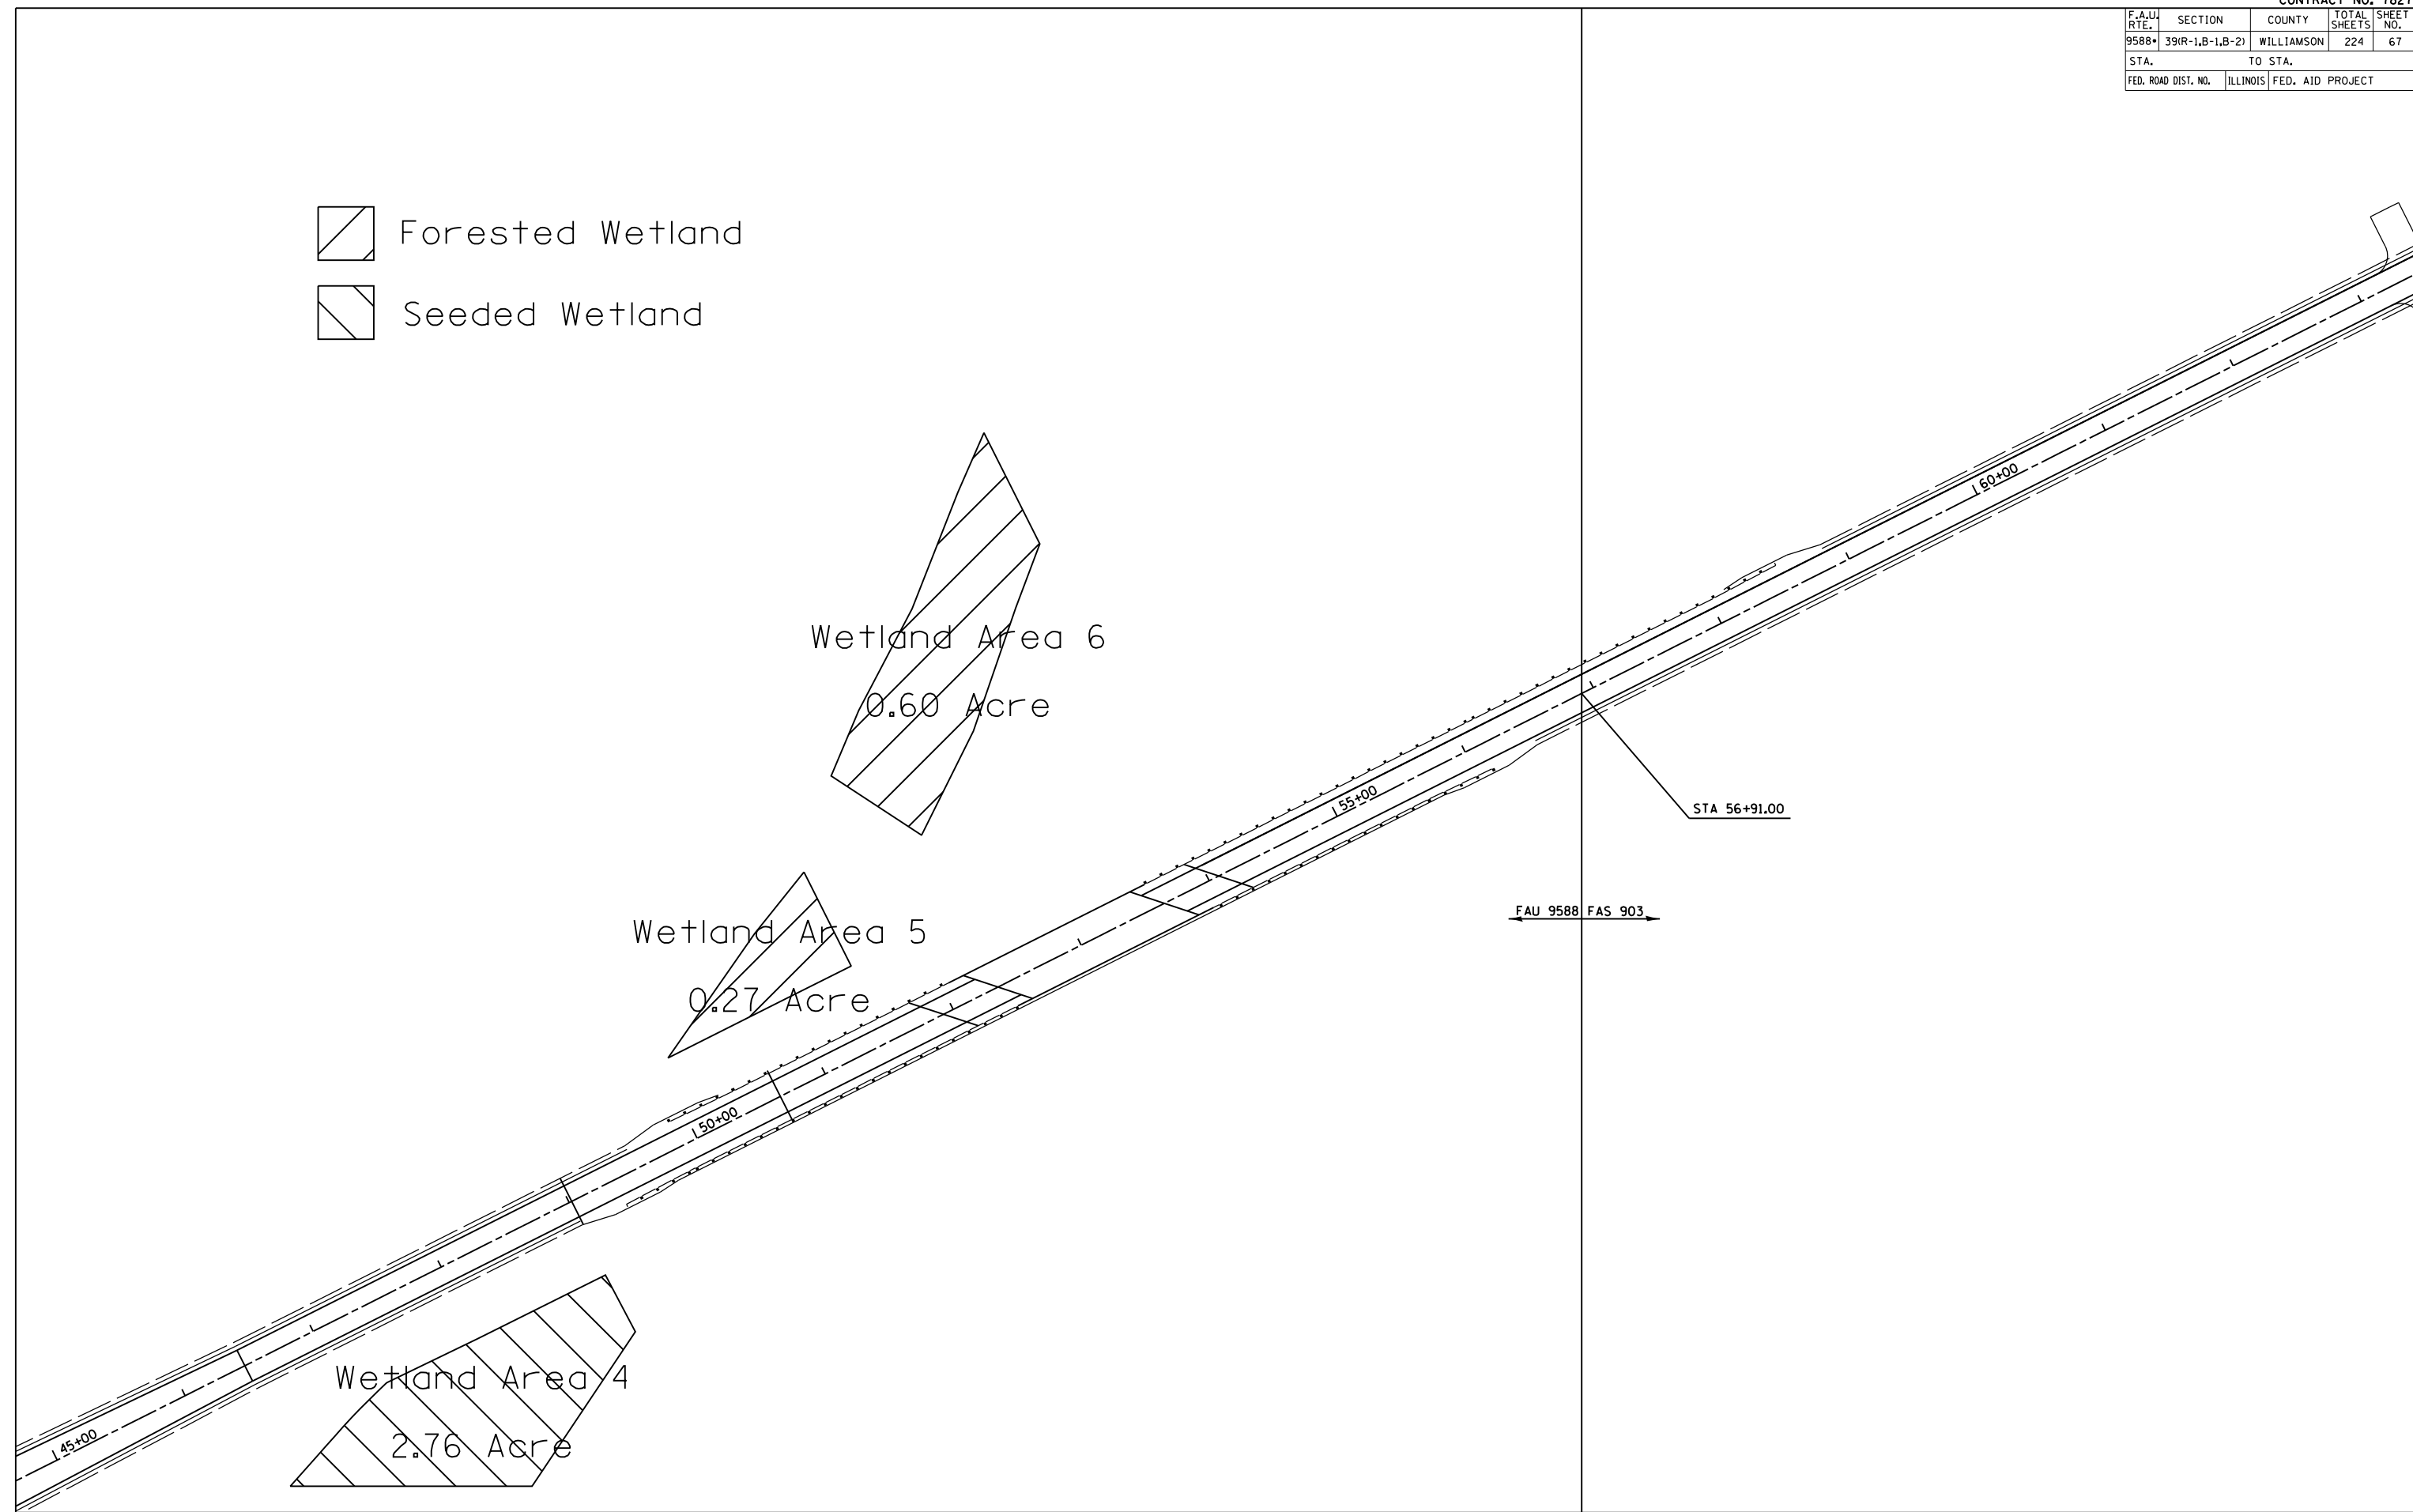 CONTRACT NO. 7827
F.A.U. RTE. SECTION COUNTY TOTAL SHEETS SHEET NO.
9588• 39(R-1,B-1,B-2) WILLIAMSON 224 67
STA. TO STA.
FED. ROAD DIST. NO. ILLINOIS FED. AID PROJECT
Forested Wetland
Seeded Wetland
60+00
Wetland Area 6
0.60 Acre
55+00
STA 56+91.00
FAU 9588 FAS 903
Wetland Area 5
0.27 Acre
50+00
Wetland Area 4
2.76 Acre
45+00